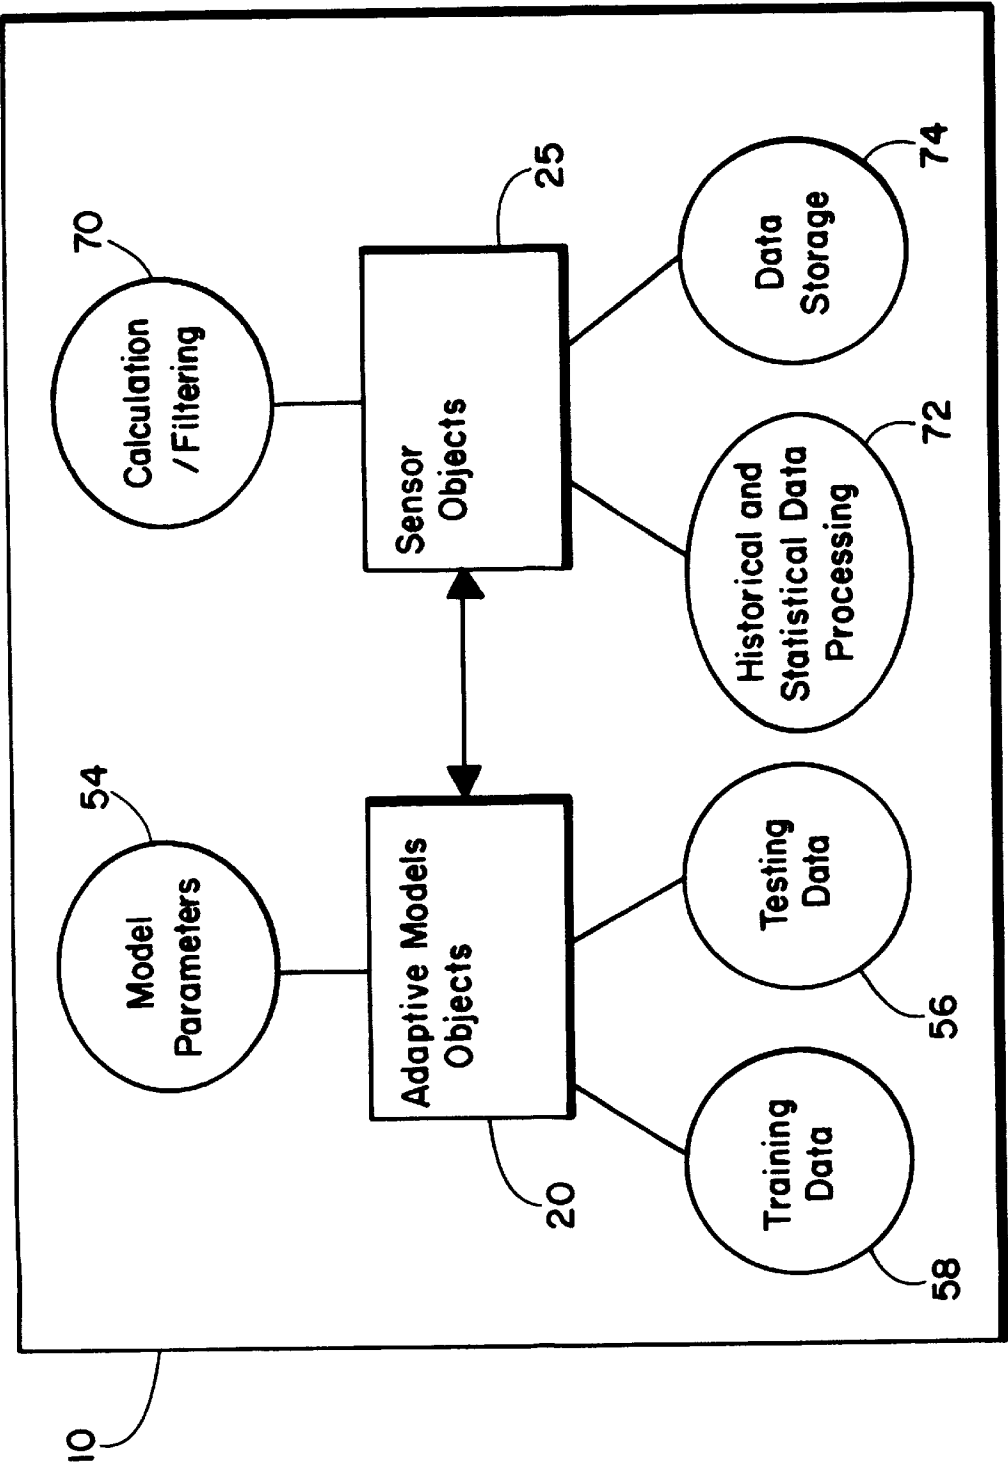 10
54
Model
Parameters
70
Calculation
/Filtering
20
Adaptive Models
Objects
25
Sensor
Objects
58
Training
Data
56
Testing
Data
72
Historical and
Statistical Data
Processing
74
Data
Storage